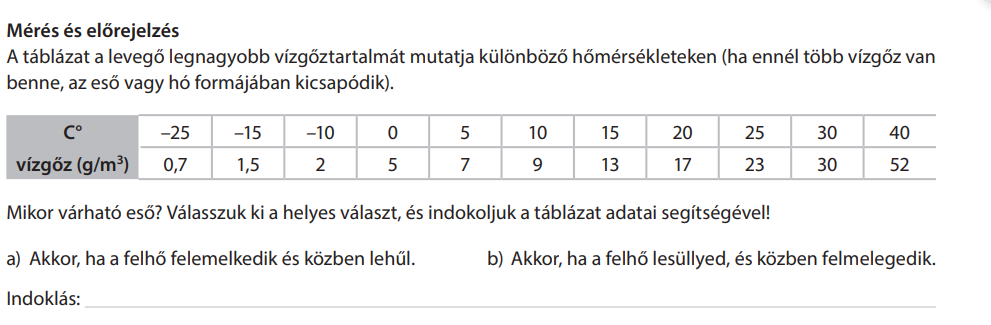 Mérés és előrejelzés
A táblázat a levegő legnagyobb vízgőztartalmát mutatja különböző hőmérsékleteken (ha ennél több vízgőz van
benne, az eső vagy hó formájában kicsapódik).
C° –25 –15 –10 0 5 10 15 20 25 30 40
vízgőz (g/m³) 0,7 1,5 2 5 7 9 13 17 23 30 52
Mikor várható eső? Válasszuk ki a helyes választ, és indokoljuk a táblázat adatai segítségével!
a) Akkor, ha a felhő felemelkedik és közben lehűl. b) Akkor, ha a felhő lesüllyed, és közben felmelegedik.
Indoklás: